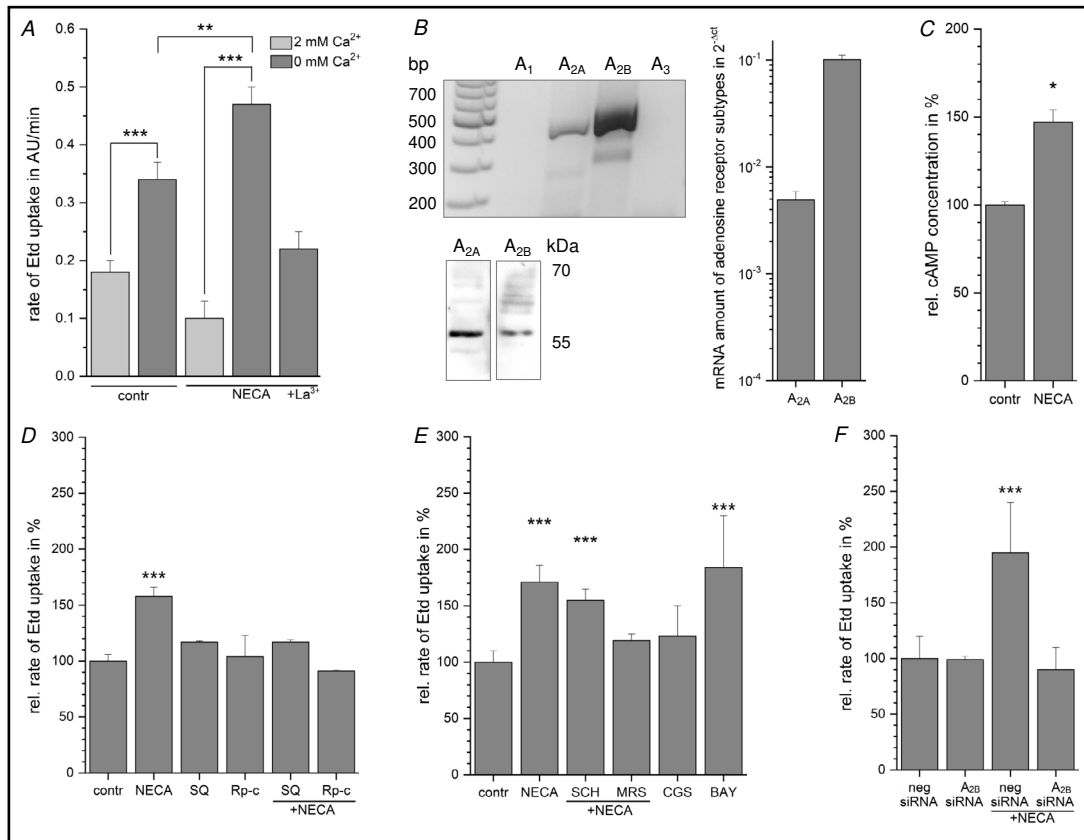 A
rate of Etd uptake in AU/min
0.6
0.5
0.4
0.3
0.2
0.1
0.0
2 mM Ca²⁺
0 mM Ca²⁺
***
**
***
contr
NECA
+La³⁺
B
bp
A₁ A₂A A₂B A₃
700
500
400
300
200
A₂A A₂B kDa
70
55
mRNA amount of adenosine receptor subtypes in 2^-Δct
10⁻¹
10⁻²
10⁻³
10⁻⁴
A₂A A₂B
C
rel. cAMP concentration in %
200
150
100
50
0
*
contr NECA
D
rel. rate of Etd uptake in %
300
250
200
150
100
50
0
***
contr NECA SQ Rp-c SQ Rp-c
+NECA
E
rel. rate of Etd uptake in %
300
250
200
150
100
50
0
*** *** ***
contr NECA SCH MRS CGS BAY
+NECA
F
rel. rate of Etd uptake in %
300
250
200
150
100
50
0
***
neg A₂B neg A₂B
siRNA siRNA siRNA siRNA
+NECA